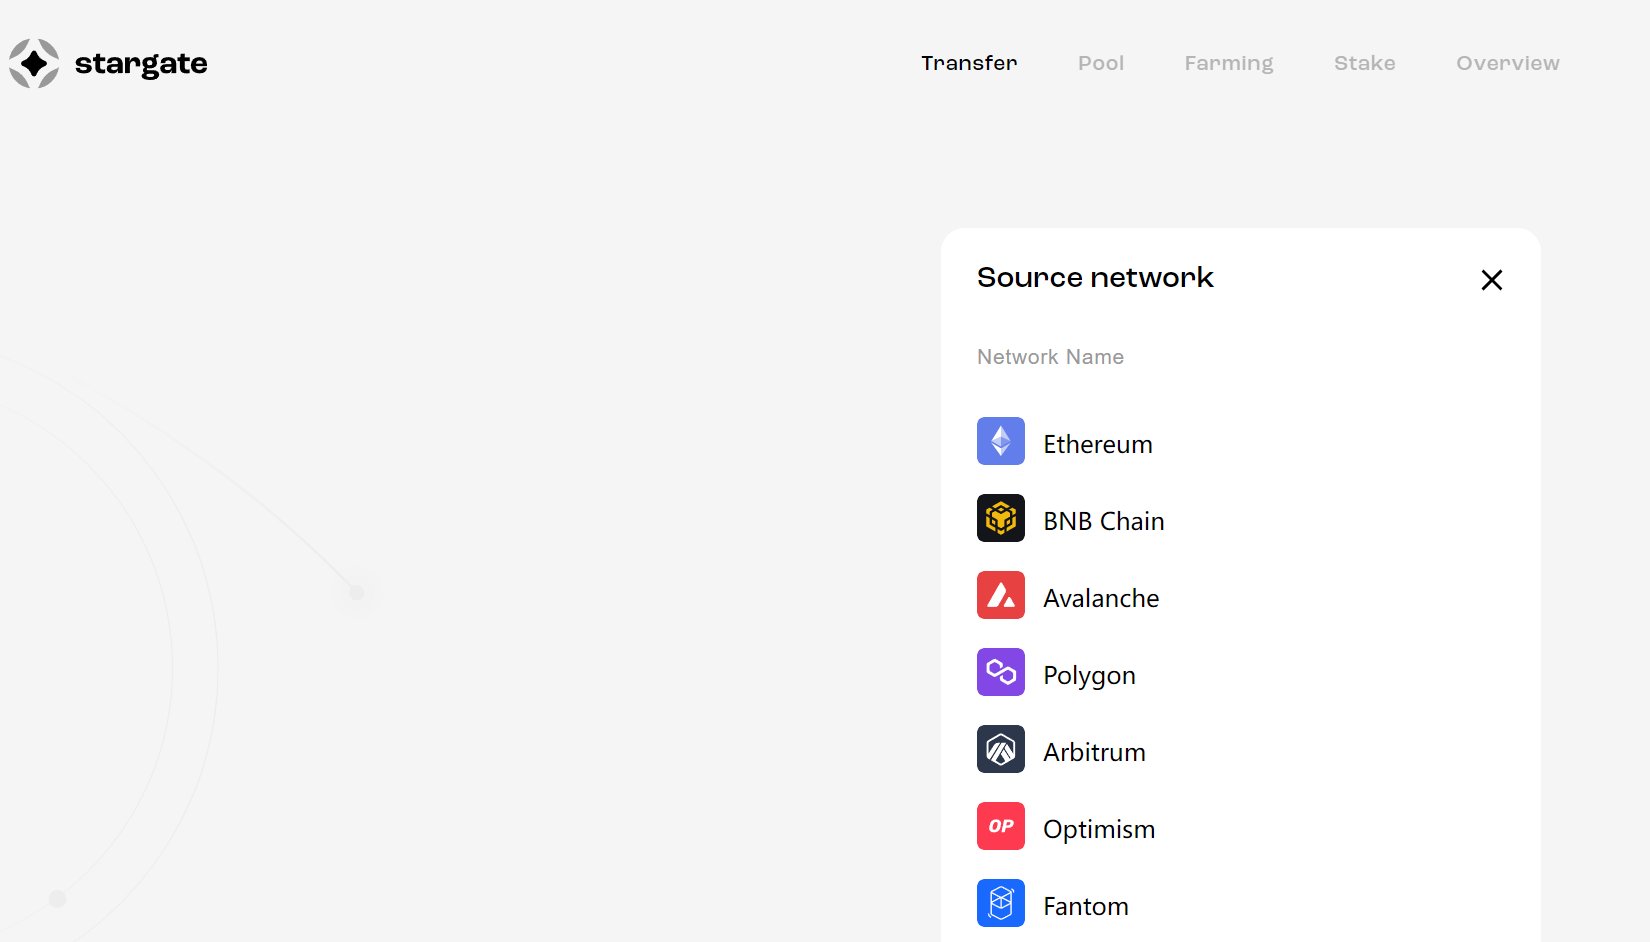 stargate
Transfer Pool Farming Stake Overview
Source network
Network Name
Ethereum
BNB Chain
Avalanche
Polygon
Arbitrum
OP Optimism
Fantom